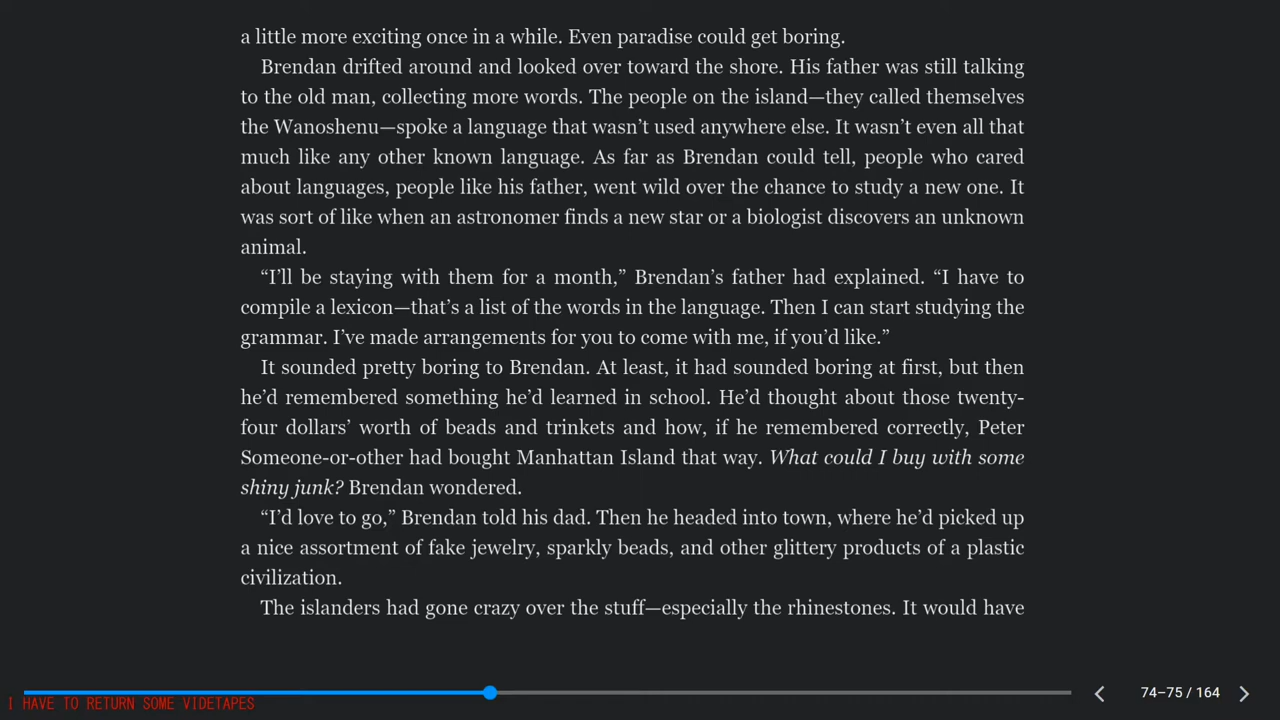 a little more exciting once in a while. Even paradise could get boring.
Brendan drifted around and looked over toward the shore. His father was still talking
to the old man, collecting more words. The people on the island—they called themselves
the Wanoshenu—spoke a language that wasn’t used anywhere else. It wasn’t even all that
much like any other known language. As far as Brendan could tell, people who cared
about languages, people like his father, went wild over the chance to study a new one. It
was sort of like when an astronomer finds a new star or a biologist discovers an unknown
animal.
“I’ll be staying with them for a month,” Brendan’s father had explained. “I have to
compile a lexicon—that’s a list of the words in the language. Then I can start studying the
grammar. I’ve made arrangements for you to come with me, if you’d like.”
It sounded pretty boring to Brendan. At least, it had sounded boring at first, but then
he’d remembered something he’d learned in school. He’d thought about those twenty-
four dollars’ worth of beads and trinkets and how, if he remembered correctly, Peter
Someone-or-other had bought Manhattan Island that way. What could I buy with some
shiny junk? Brendan wondered.
“I’d love to go,” Brendan told his dad. Then he headed into town, where he’d picked up
a nice assortment of fake jewelry, sparkly beads, and other glittery products of a plastic
civilization.
The islanders had gone crazy over the stuff—especially the rhinestones. It would have
74–75 / 164
I HAVE TO RETURN SOME VIDETAPES